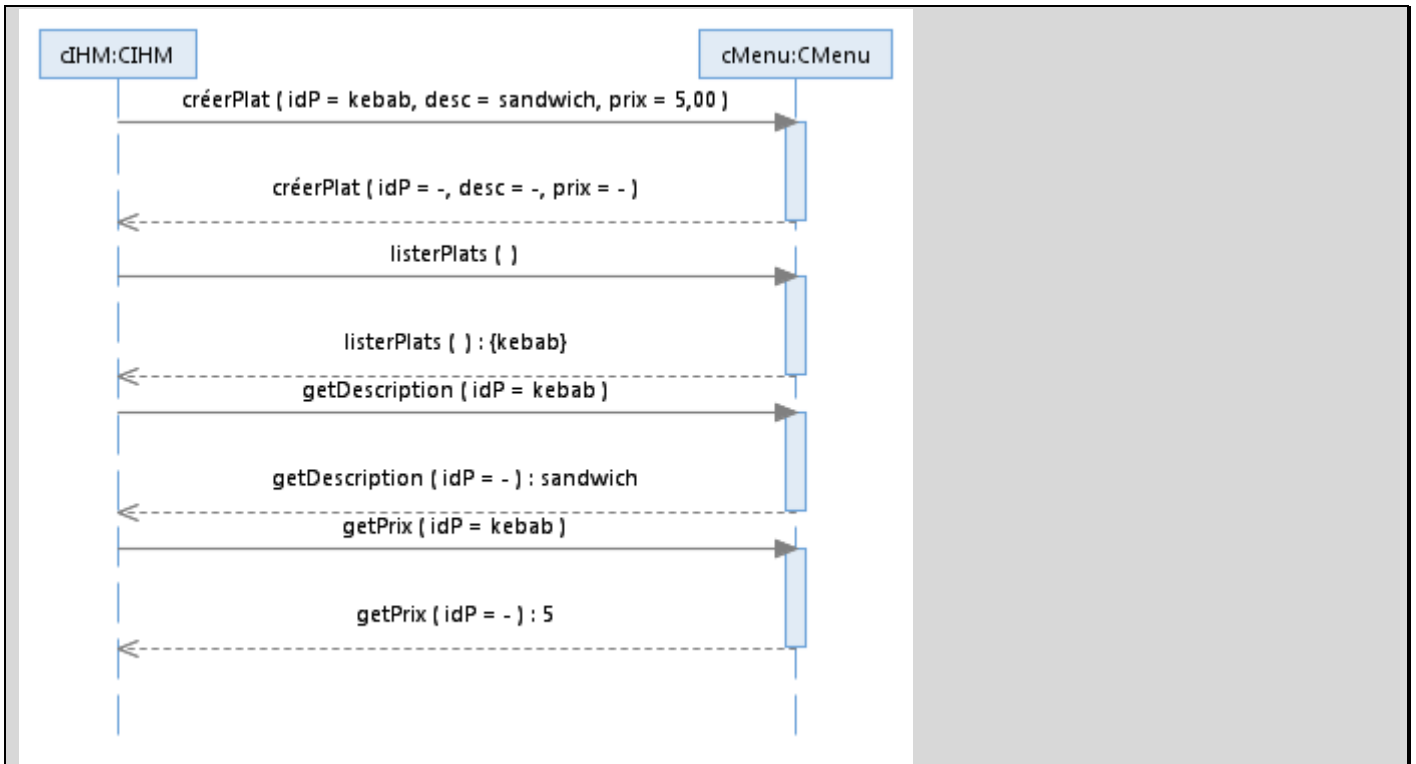 cIHM:CIHM
cMenu:CMenu
créerPlat ( idP = kebab, desc = sandwich, prix = 5,00 )
créerPlat ( idP = -, desc = -, prix = - )
listerPlats ( )
listerPlats ( ) : {kebab}
getDescription ( idP = kebab )
getDescription ( idP = - ) : sandwich
getPrix ( idP = kebab )
getPrix ( idP = - ) : 5